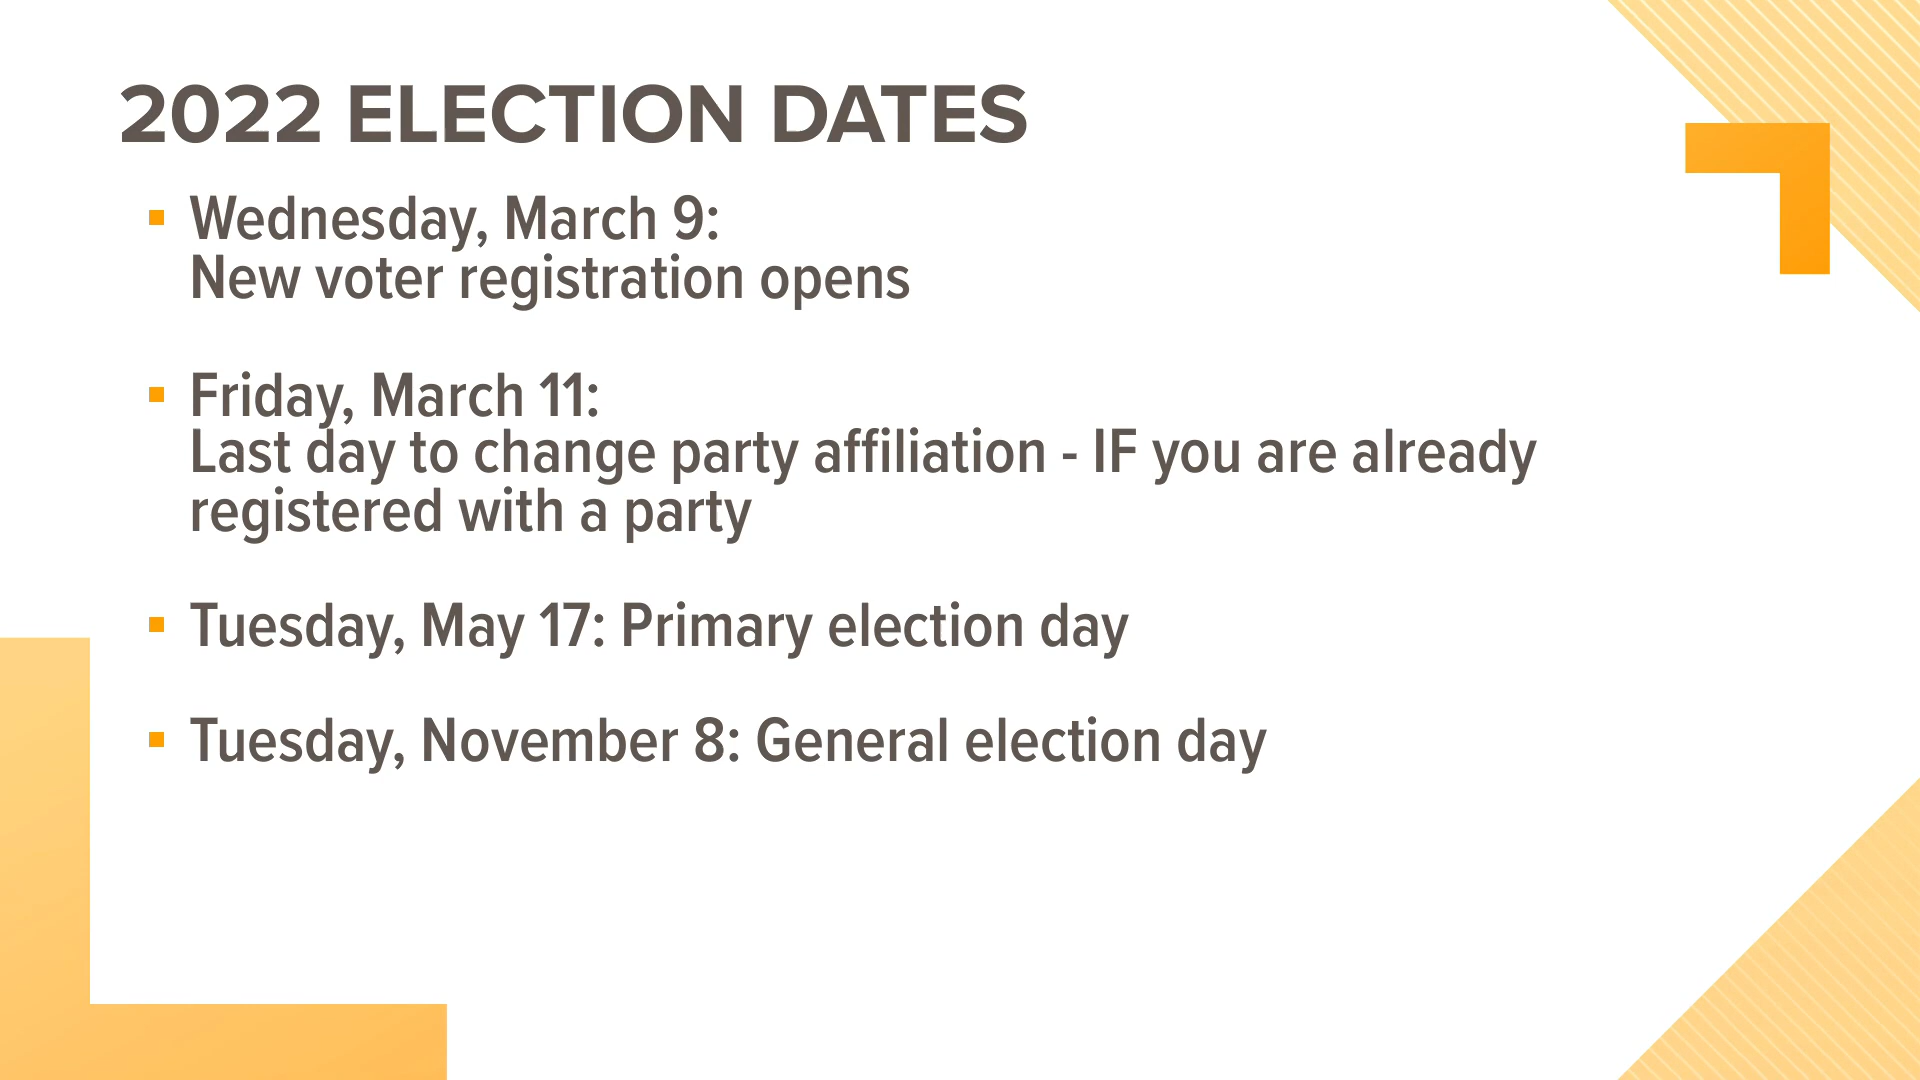 2022 ELECTION DATES
Wednesday, March 9:
New voter registration opens
Friday, March 11:
Last day to change party affiliation - IF you are already
registered with a party
Tuesday, May 17: Primary election day
Tuesday, November 8: General election day